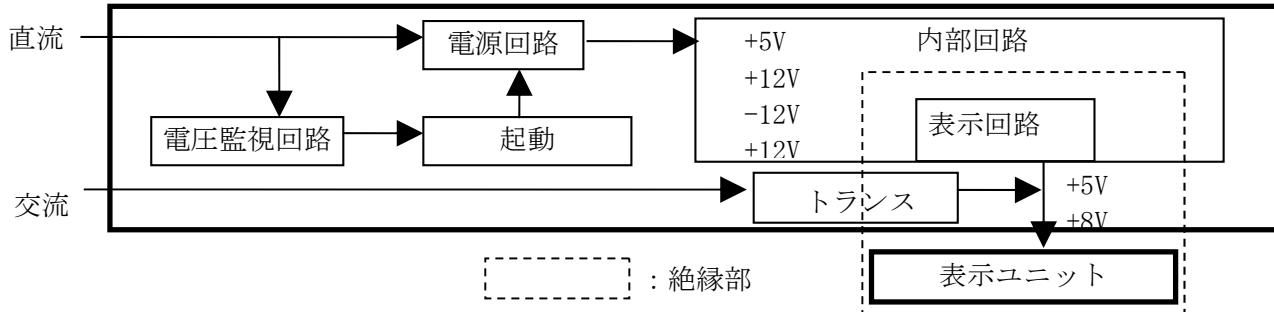 直流
電源回路
+5V
内部回路
+12V
-12V
+12V
電圧監視回路
起動
表示回路
交流
トランス
+5V
+8V
：絶縁部
表示ユニット